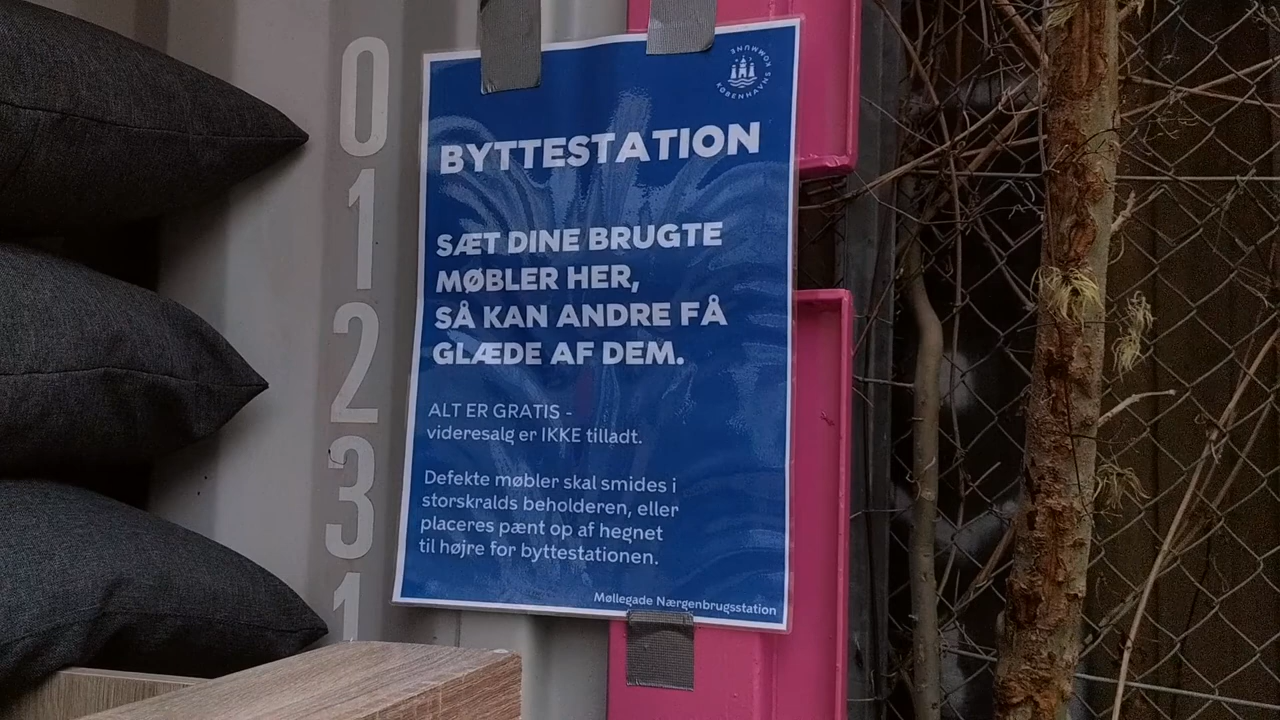 KØBENHAVNS KOMMUNE
BYTTESTATION
SÆT DINE BRUGTE
MØBLER HER,
SÅ KAN ANDRE FÅ
GLÆDE AF DEM.
ALT ER GRATIS -
videresalg er IKKE tilladt.
Defekte møbler skal smides i
storskralds beholderen, eller
placeres pænt op af hegnet
til højre for byttestationen.
Møllegade Nærgenbrugsstation
0
1
2
3
1